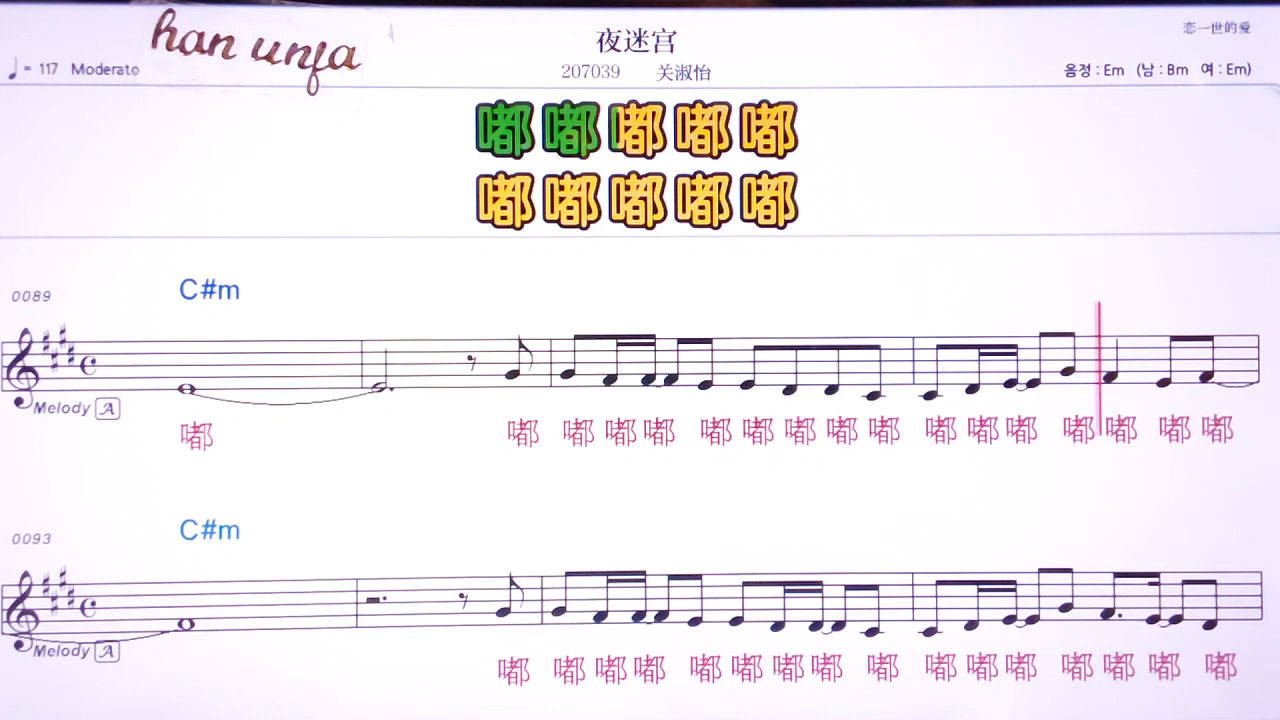 han unfa
夜迷宫
恋一世的爱
♩= 117 Moderato
207039 关淑怡
음정 : Em (남 : Bm 여 : Em)
嘟嘟嘟嘟嘟
嘟嘟嘟嘟嘟
C#m
0089
Melody A
嘟 嘟 嘟 嘟 嘟 嘟 嘟 嘟 嘟 嘟 嘟 嘟 嘟 嘟 嘟 嘟 嘟
C#m
0093
Melody A
嘟 嘟 嘟 嘟 嘟 嘟 嘟 嘟 嘟 嘟 嘟 嘟 嘟 嘟 嘟 嘟